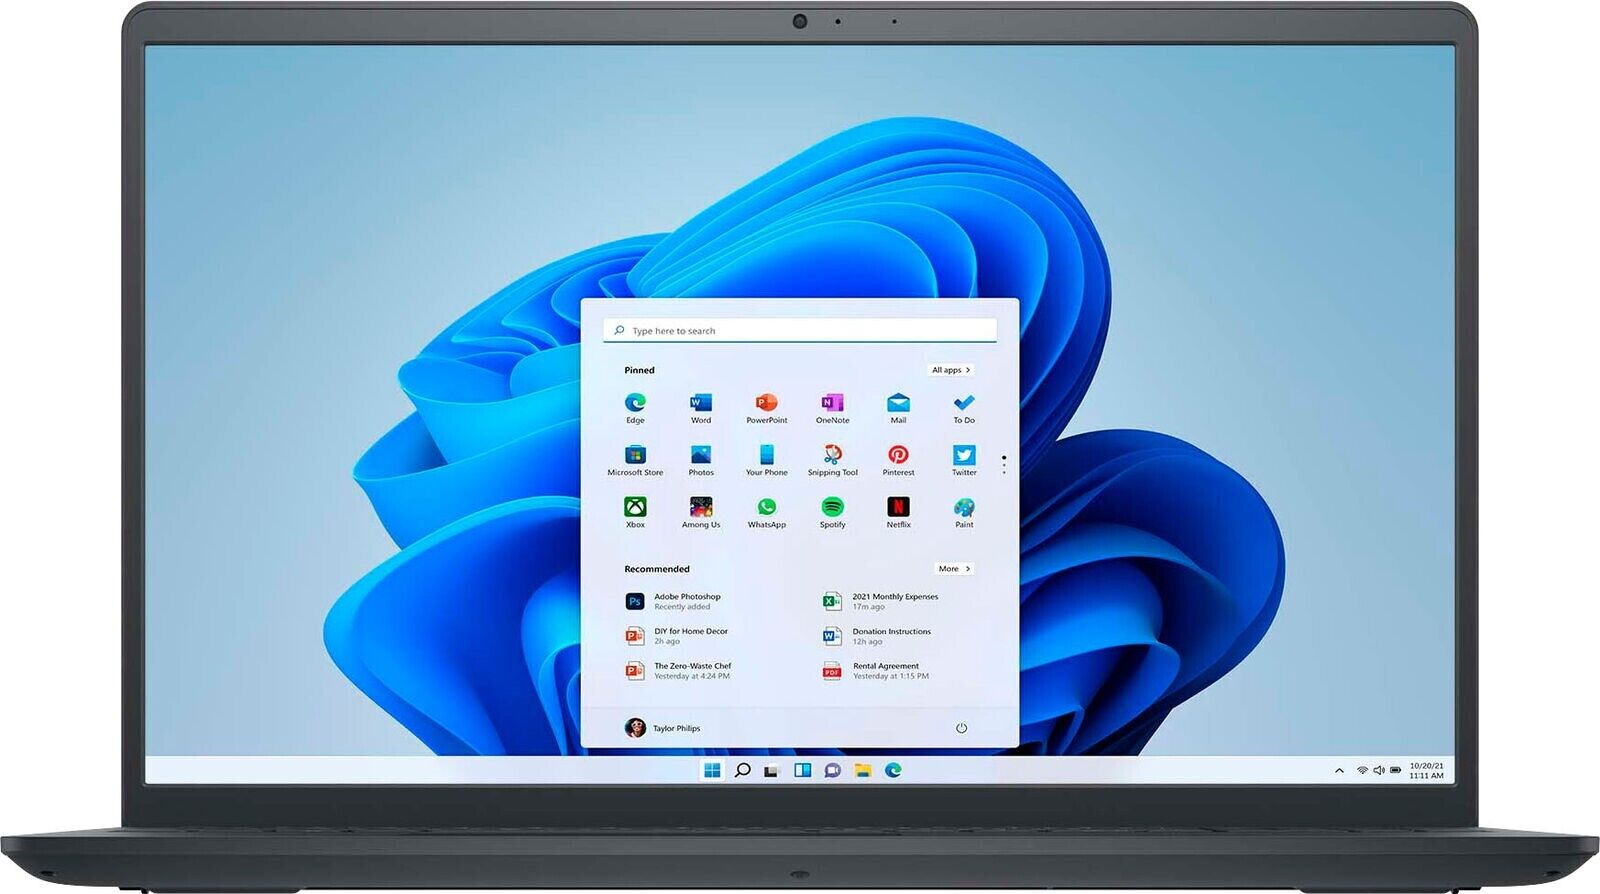 Type here to search
Pinned
All apps >
Edge Word PowerPoint OneNote Mail To Do
Microsoft Store Photos Your Phone Snipping Tool Pinterest Twitter
Xbox Among Us WhatsApp Spotify Netflix Paint
Recommended
More >
Adobe Photoshop
Recently added
2021 Monthly Expenses
17m ago
DIY for Home Decor
2h ago
Donation Instructions
12h ago
The Zero-Waste Chef
Yesterday at 4:24 PM
Rental Agreement
Yesterday at 1:15 PM
Taylor Philips
10/20/21
11:11 AM